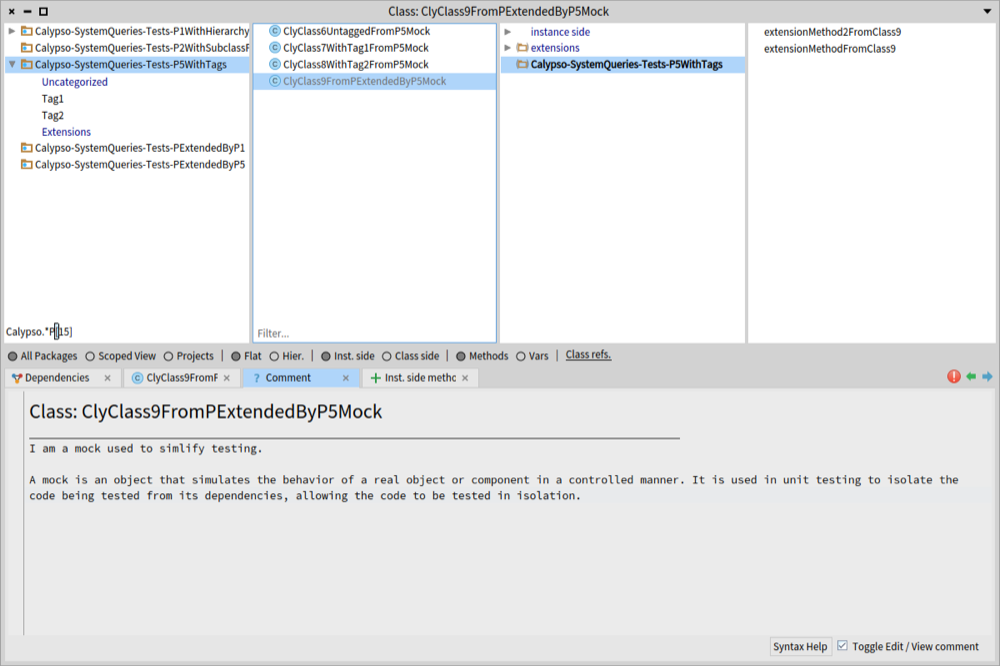 Class: ClyClass9FromPExtendedByP5Mock
Calypso-SystemQueries-Tests-P1WithHierarchy
Calypso-SystemQueries-Tests-P2WithSubclassF
Calypso-SystemQueries-Tests-P5WithTags
Uncategorized
Tag1
Tag2
Extensions
Calypso-SystemQueries-Tests-PExtendedByP1
Calypso-SystemQueries-Tests-PExtendedByP5
Calypso.*P[15]
ClyClass6UntaggedFromP5Mock
ClyClass7WithTag1FromP5Mock
ClyClass8WithTag2FromP5Mock
ClyClass9FromPExtendedByP5Mock
Filter...
instance side
extensions
Calypso-SystemQueries-Tests-P5WithTags
extensionMethod2FromClass9
extensionMethodFromClass9
All Packages Scoped View Projects | Flat Hier. | Inst. side Class side | Methods Vars | Class refs.
Dependencies × ClyClass9FromF × ? Comment × Inst. side methc ×
Class: ClyClass9FromPExtendedByP5Mock
I am a mock used to simlify testing.
A mock is an object that simulates the behavior of a real object or component in a controlled manner. It is used in unit testing to isolate the
code being tested from its dependencies, allowing the code to be tested in isolation.
Syntax Help Toggle Edit / View comment